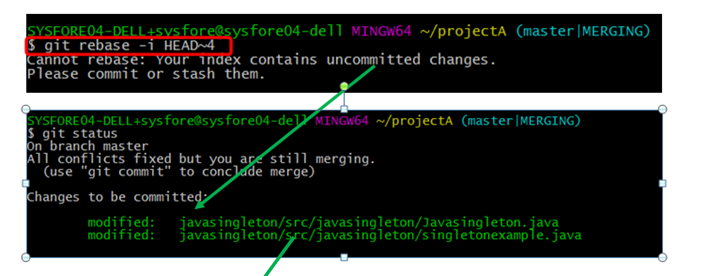 SYSFORE04-DELL+sysfore@sysfore04-dell MINGW64 ~/projectA (master|MERGING)
$ git rebase -i HEAD~4
Cannot rebase: Your index contains uncommitted changes.
Please commit or stash them.
SYSFORE04-DELL+sysfore@sysfore04-dell MINGW64 ~/projectA (master|MERGING)
$ git status
On branch master
All conflicts fixed but you are still merging.
(use "git commit" to conclude merge)
Changes to be committed:
modified: javasingleton/src/javasingleton/Javasingleton.java
modified: javasingleton/src/javasingleton/singletonexample.java